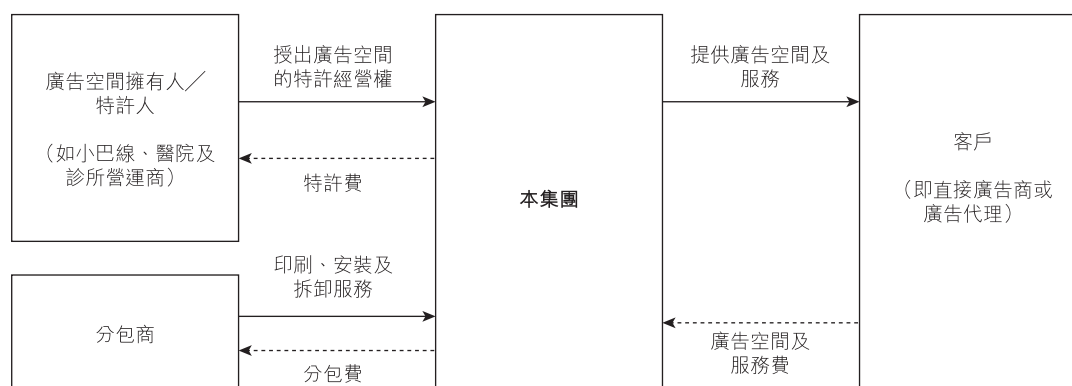 廣告空間擁有人／
特許人
（如小巴線、醫院及
診所營運商）
授出廣告空間
的特許經營權
特許費
本集團
提供廣告空間及
服務
客戶
（即直接廣告商或
廣告代理）
印刷、安裝及
拆卸服務
分包商
分包費
廣告空間及
服務費